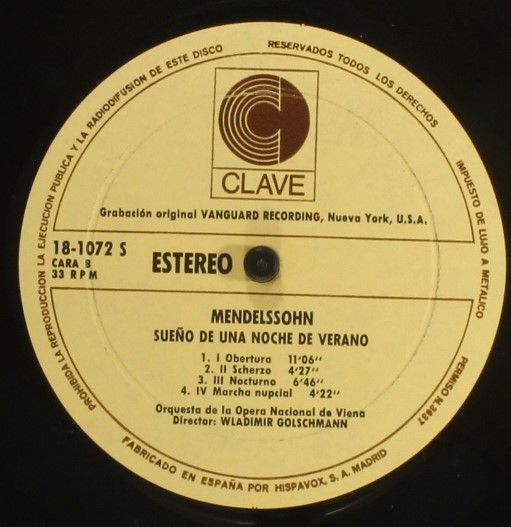 PROHIBIDA LA REPRODUCCION LA EJECUCION PUBLICA Y LA RADIODIFUSION DE ESTE DISCO
RESERVADOS TODOS LOS DERECHOS
IMPUESTO DE LUJO A METALICO
PERMISO N.3637
CLAVE
Grabación original VANGUARD RECORDING, Nueva York, U.S.A.
18-1072 S
CARA B
33 RPM
ESTEREO
MENDELSSOHN
SUEÑO DE UNA NOCHE DE VERANO
1. I Obertura 11'06''
2. II Scherzo 4'27''
3. III Nocturno 6'46''
4. IV Marcha nupcial 4'22''
Orquesta de la Opera Nacional de Viena
Director: WLADIMIR GOLSCHMANN
FABRICADO EN ESPAÑA POR HISPAVOX, S. A. MADRID